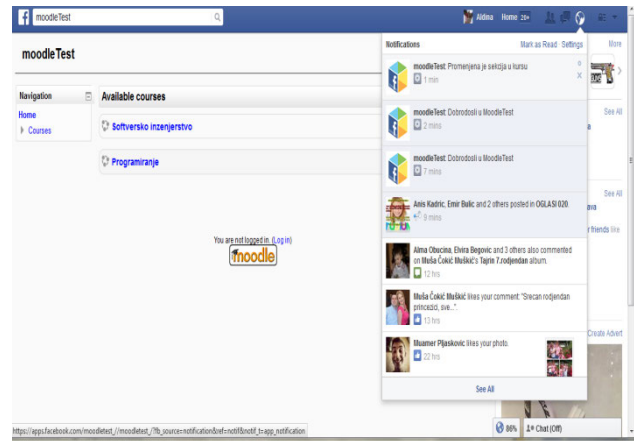 moodleTest
Aldina Home 20+
moodleTest
Navigation
Home
Courses
Available courses
Softversko inzenjerstvo
Programiranje
You are not logged in. (Log in)
moodle
Notifications Mark as Read Settings
moodleTest: Promenjena je sekcija u kursu
1 min
moodleTest: Dobrodosli u MoodleTest
2 mins
moodleTest: Dobrodosli u MoodleTest
7 mins
Anis Kadric, Emir Bulic and 2 others posted in OGLASI 020.
9 mins
Alma Obucina, Elvira Begovic and 3 others also commented
on Muša Čokić Muškić's Tajrin 7.rodjendan album.
12 hrs
Muša Čokić Muškić likes your comment: "Srecan rodjendan
princezici, sve...".
13 hrs
Muamer Pljaskovic likes your photo.
22 hrs
See All
More
See All
See All
r friends like
Create Advert
86% Chat (Off)
https://apps.facebook.com/moodletest_//moodletest_/?fb_source=notification&ref=notif&notif_t=app_notification